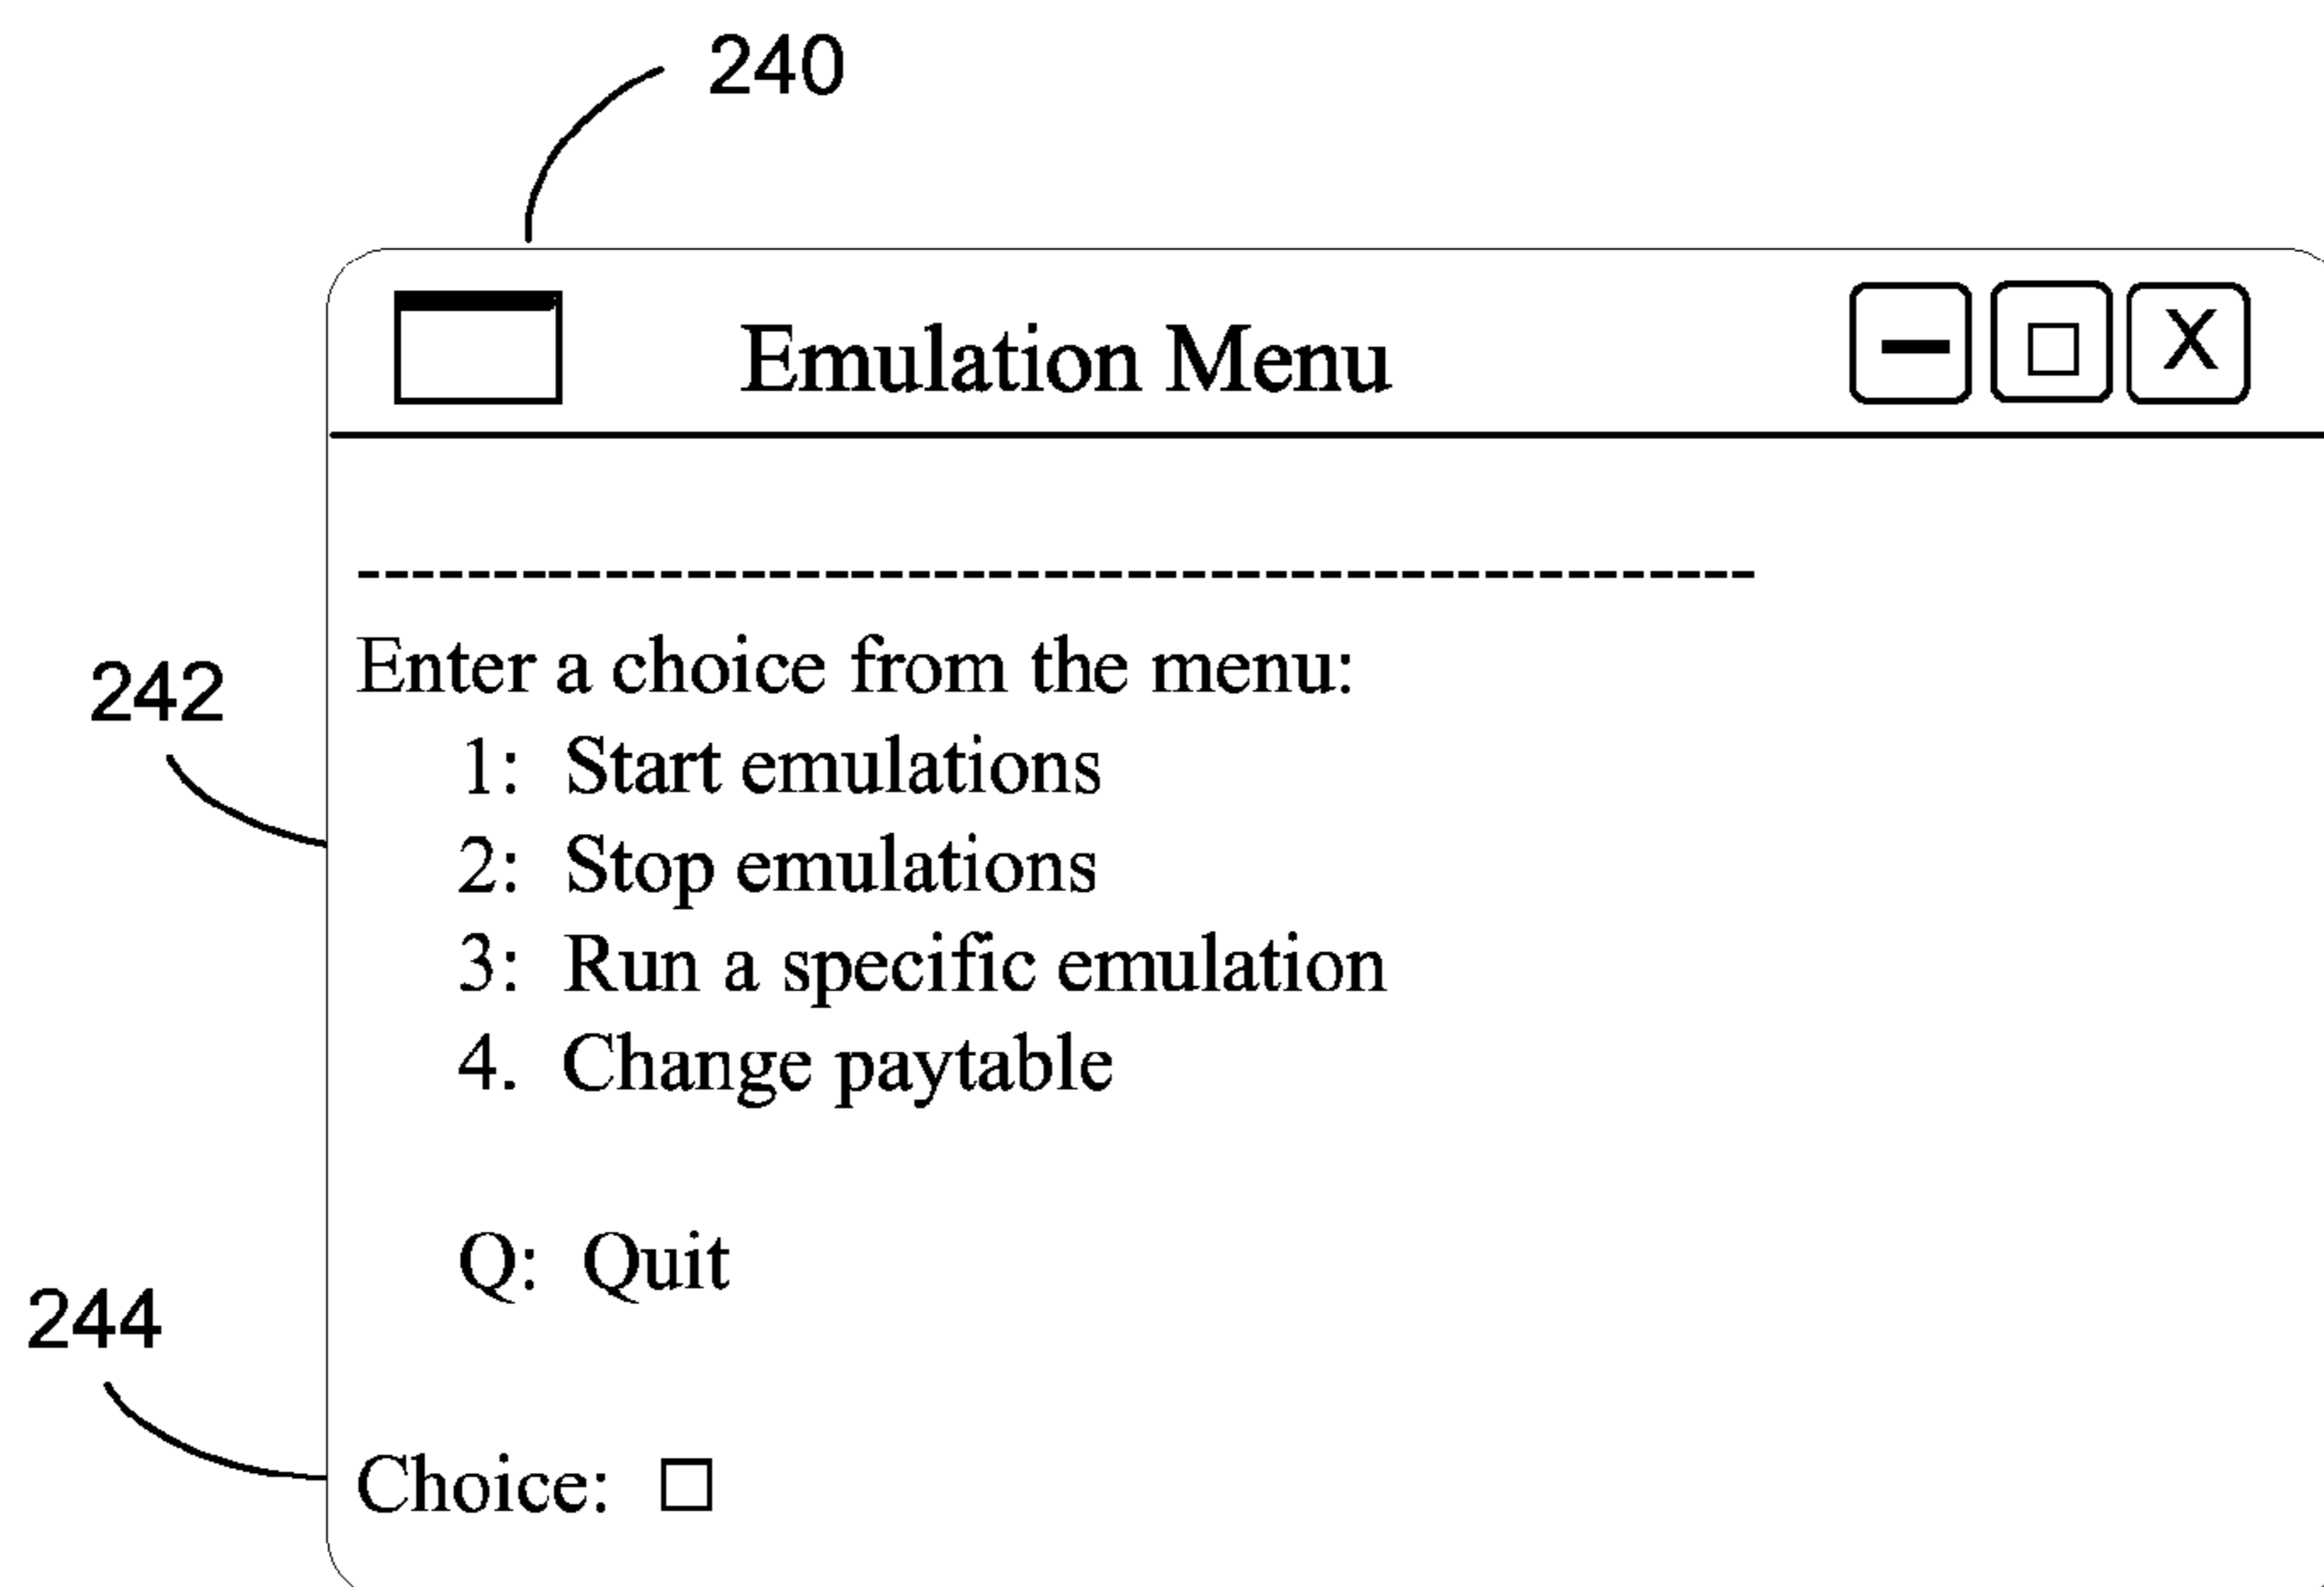 240
Emulation Menu
X
--------------------------------------------------
Enter a choice from the menu:
242
1: Start emulations
2: Stop emulations
3: Run a specific emulation
4. Change paytable
Q: Quit
244
Choice: □